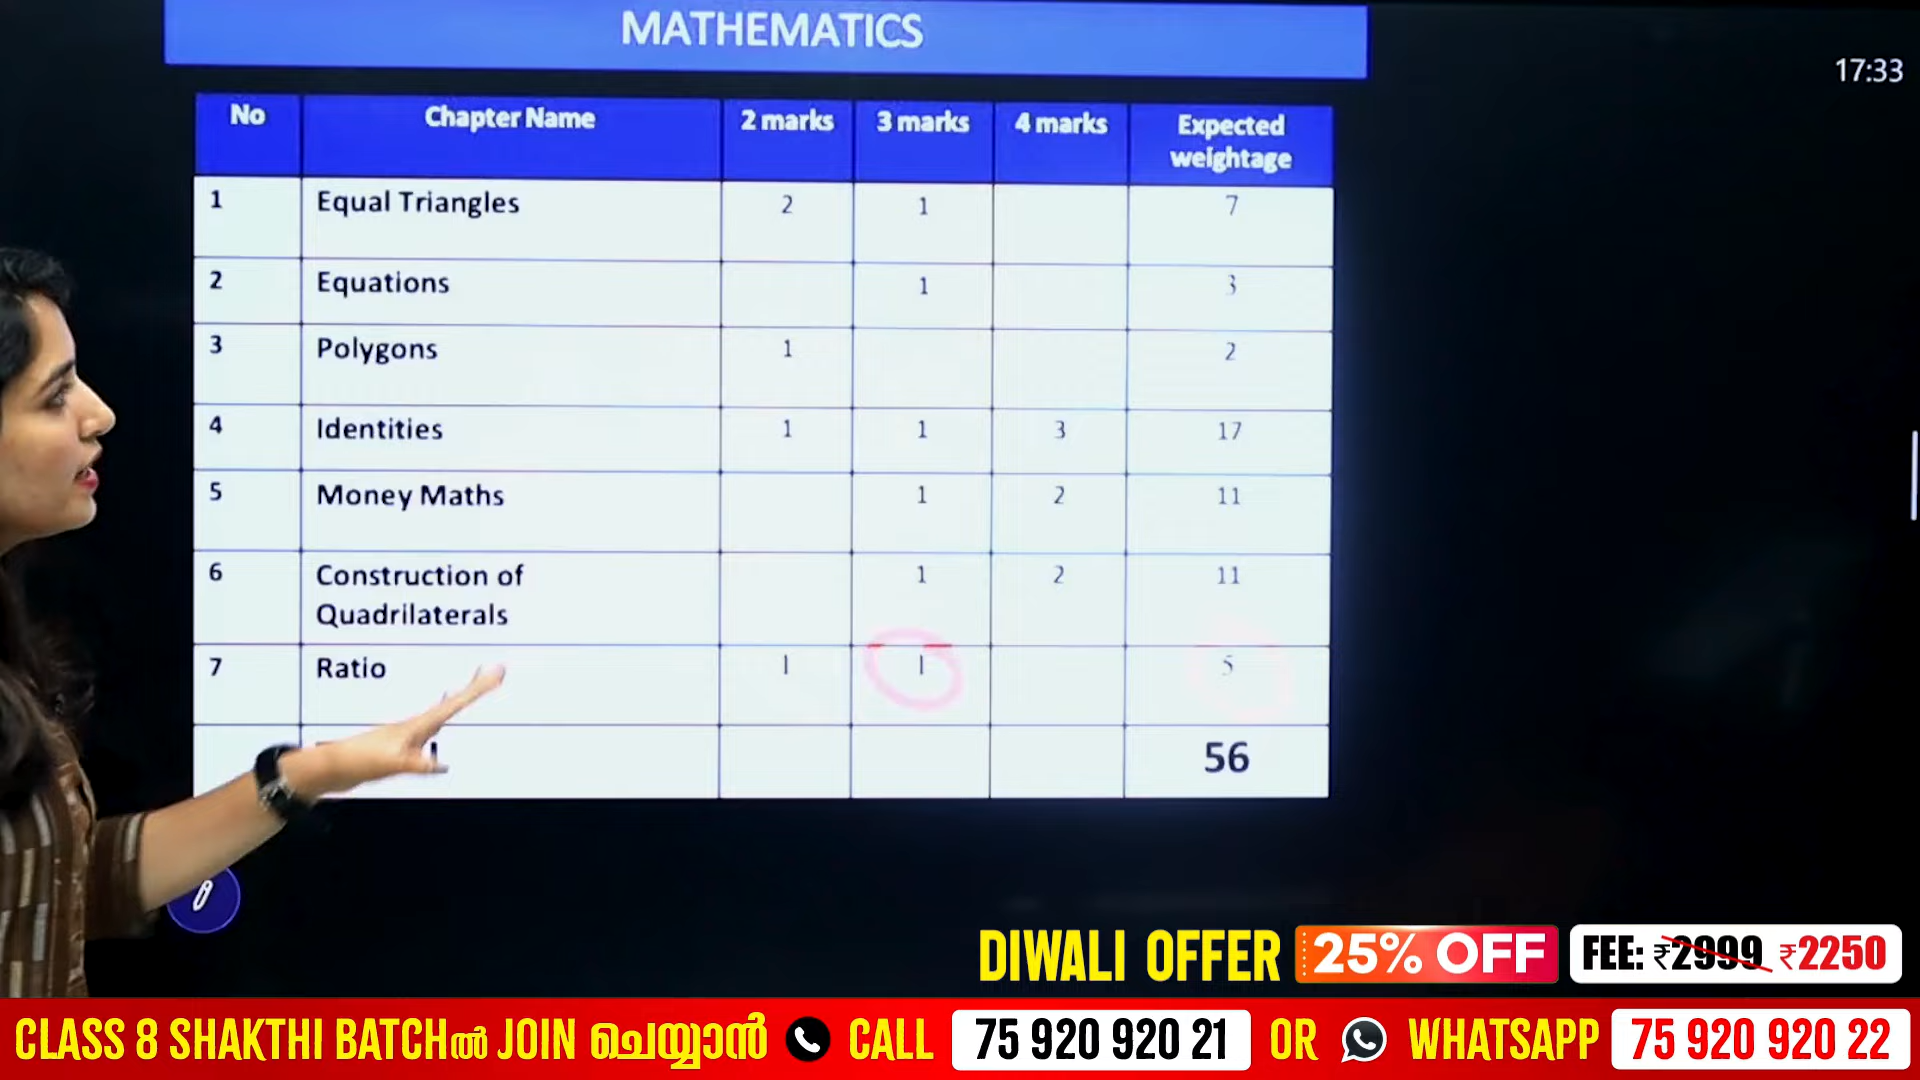 MATHEMATICS
17:33
No Chapter Name 2 marks 3 marks 4 marks Expected weightage
1 Equal Triangles 2 1 7
2 Equations 1 3
3 Polygons 1 2
4 Identities 1 1 3 17
5 Money Maths 1 2 11
6 Construction of Quadrilaterals 1 2 11
7 Ratio 1 1 5
56
DIWALI OFFER 25% OFF FEE: ₹2999 ₹2250
CLASS 8 SHAKTHI BATCHൽ JOIN ചെയ്യാൻ CALL 75 920 920 21 OR WHATSAPP 75 920 920 22